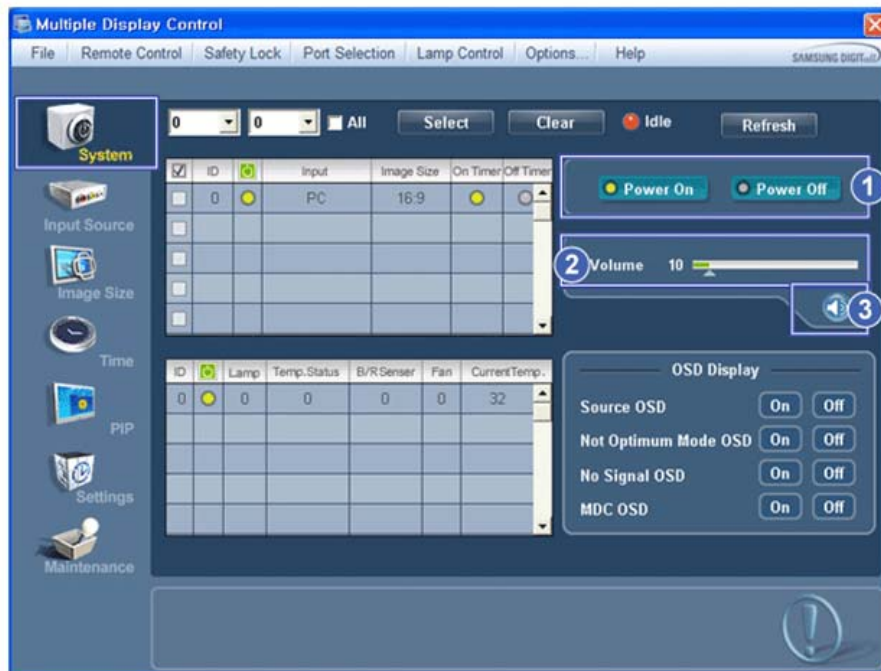 Multiple Display Control
File Remote Control Safety Lock Port Selection Lamp Control Options... Help
SAMSUNG DIGITall
System
Input Source
Image Size
Time
PIP
Settings
Maintenance
0 0 All Select Clear Idle Refresh
ID Input Image Size On Timer Off Timer
0 PC 16:9
Power On Power Off 1
2 Volume 10
3
ID Lamp Temp.Status B/RSenser Fan CurrentTemp.
0 0 0 0 0 32
OSD Display
Source OSD On Off
Not Optimum Mode OSD On Off
No Signal OSD On Off
MDC OSD On Off